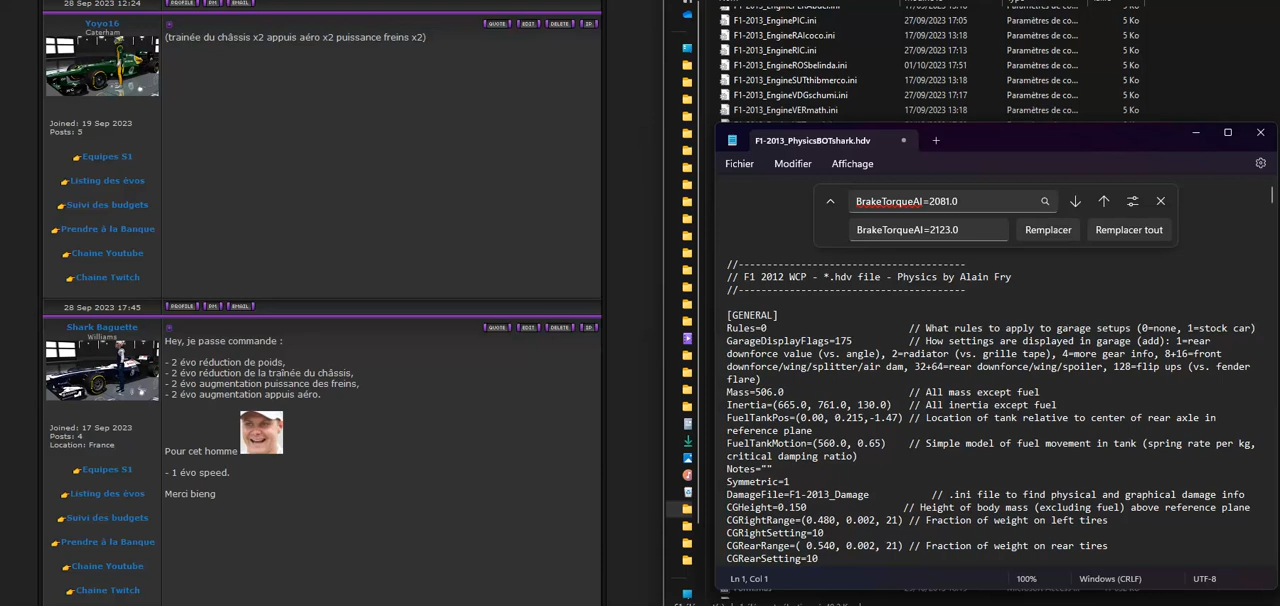 28 Sep 2023 12:24
PROFILE PM EMAIL
Yoyo16
Caterham
QUOTE EDIT DELETE IP
(trainée du châssis x2 appuis aéro x2 puissance freins x2)
Joined: 19 Sep 2023
Posts: 5
👉Equipes S1
👉Listing des évos
👉Suivi des budgets
👉Prendre à la Banque
👉Chaine Youtube
👉Chaine Twitch
28 Sep 2023 17:45
PROFILE PM EMAIL
Shark Baguette
Williams
QUOTE EDIT DELETE IP
Hey, je passe commande :
- 2 évo réduction de poids,
- 2 évo réduction de la traînée du châssis,
- 2 évo augmentation puissance des freins,
- 2 évo augmentation appuis aéro.
Pour cet homme
- 1 évo speed.
Merci bieng
Joined: 17 Sep 2023
Posts: 4
Location: France
👉Equipes S1
👉Listing des évos
👉Suivi des budgets
👉Prendre à la Banque
👉Chaine Youtube
👉Chaine Twitch
F1-2013_EnginePIC.ini 27/09/2023 17:05 Paramètres de co... 5 Ko
F1-2013_EngineRAIcoco.ini 27/09/2023 17:13 Paramètres de co... 5 Ko
F1-2013_EngineRIC.ini 27/09/2023 17:13 Paramètres de co... 5 Ko
F1-2013_EngineROSbelinda.ini 01/10/2023 17:51 Paramètres de co... 5 Ko
F1-2013_EngineSUTthibmerco.ini 17/09/2023 13:18 Paramètres de co... 5 Ko
F1-2013_EngineVDGschumi.ini 27/09/2023 17:17 Paramètres de co... 5 Ko
F1-2013_EngineVERmath.ini 17/09/2023 13:18 Paramètres de co... 5 Ko
F1-2013_PhysicsBOTshark.hdv
Fichier Modifier Affichage
BrakeTorqueAI=2081.0
BrakeTorqueAI=2123.0 Remplacer Remplacer tout
//----------------------------------------
// F1 2012 WCP - *.hdv file - Physics by Alain Fry
//----------------------------------------
[GENERAL]
Rules=0 // What rules to apply to garage setups (0=none, 1=stock car)
GarageDisplayFlags=175 // How settings are displayed in garage (add): 1=rear
downforce value (vs. angle), 2=radiator (vs. grille tape), 4=more gear info, 8+16=front
downforce/wing/splitter/air dam, 32+64=rear downforce/wing/spoiler, 128=flip ups (vs. fender
flare)
Mass=506.0 // All mass except fuel
Inertia=(665.0, 761.0, 130.0) // All inertia except fuel
FuelTankPos=(0.00, 0.215,-1.47) // Location of tank relative to center of rear axle in
reference plane
FuelTankMotion=(560.0, 0.65) // Simple model of fuel movement in tank (spring rate per kg,
critical damping ratio)
Notes=""
Symmetric=1
DamageFile=F1-2013_Damage // .ini file to find physical and graphical damage info
CGHeight=0.150 // Height of body mass (excluding fuel) above reference plane
CGRightRange=(0.480, 0.002, 21) // Fraction of weight on left tires
CGRightSetting=10
CGRearRange=( 0.540, 0.002, 21) // Fraction of weight on rear tires
CGRearSetting=10
Ln 1, Col 1 100% Windows (CRLF) UTF-8